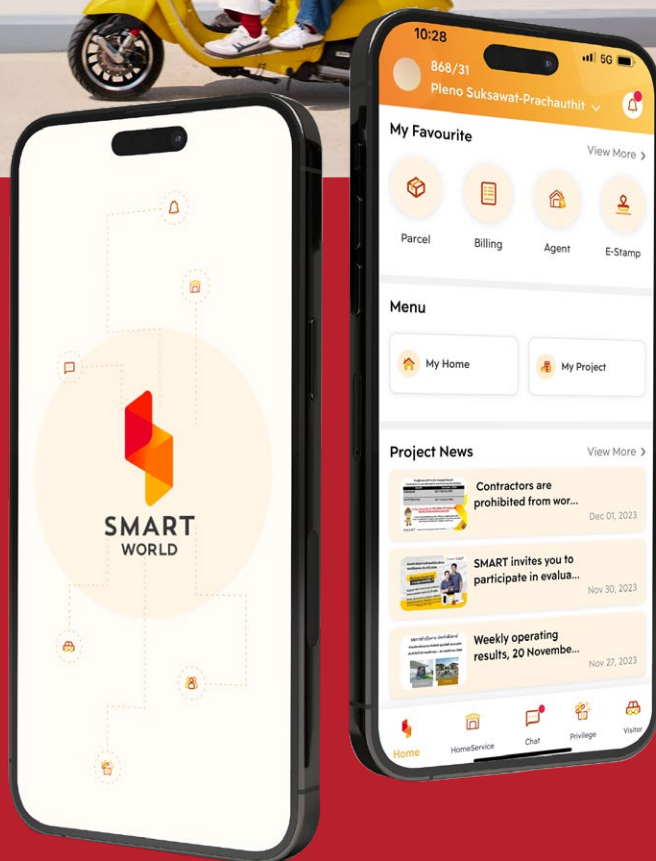 SMART
WORLD
10:28
5G
868/31
Pleno Suksawat-Prachauthit
My Favourite
View More
Parcel
Billing
Agent
E-Stamp
Menu
My Home
My Project
Project News
View More
Contractors are
prohibited from wor...
Dec 01, 2023
SMART invites you to
participate in evalua...
Nov 30, 2023
Weekly operating
results, 20 Novembe...
Nov 27, 2023
Home
HomeService
Chat
Privilege
Visitor